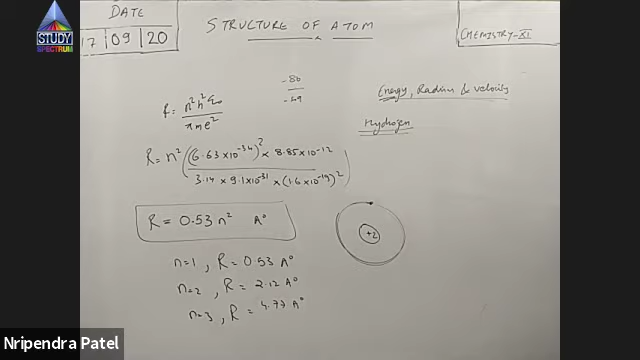 STUDY
SPECTRUM
DATE
17 | 09 | 20
STRUCTURE OF ATOM
CHEMISTRY-XI
Energy, Radius & velocity
Hydrogen
-80
-49
r = n²h²ε₀ / πme²
R = n² ( (6.63×10⁻³⁴)² × 8.85×10⁻¹² / 3.14 × 9.1×10⁻³¹ × (1.6×10⁻¹⁹)² )
R = 0.53 n² A°
+2
n=1, R = 0.53 A°
n=2, R = 2.12 A°
n=3, R = 4.77 A°
Nripendra Patel